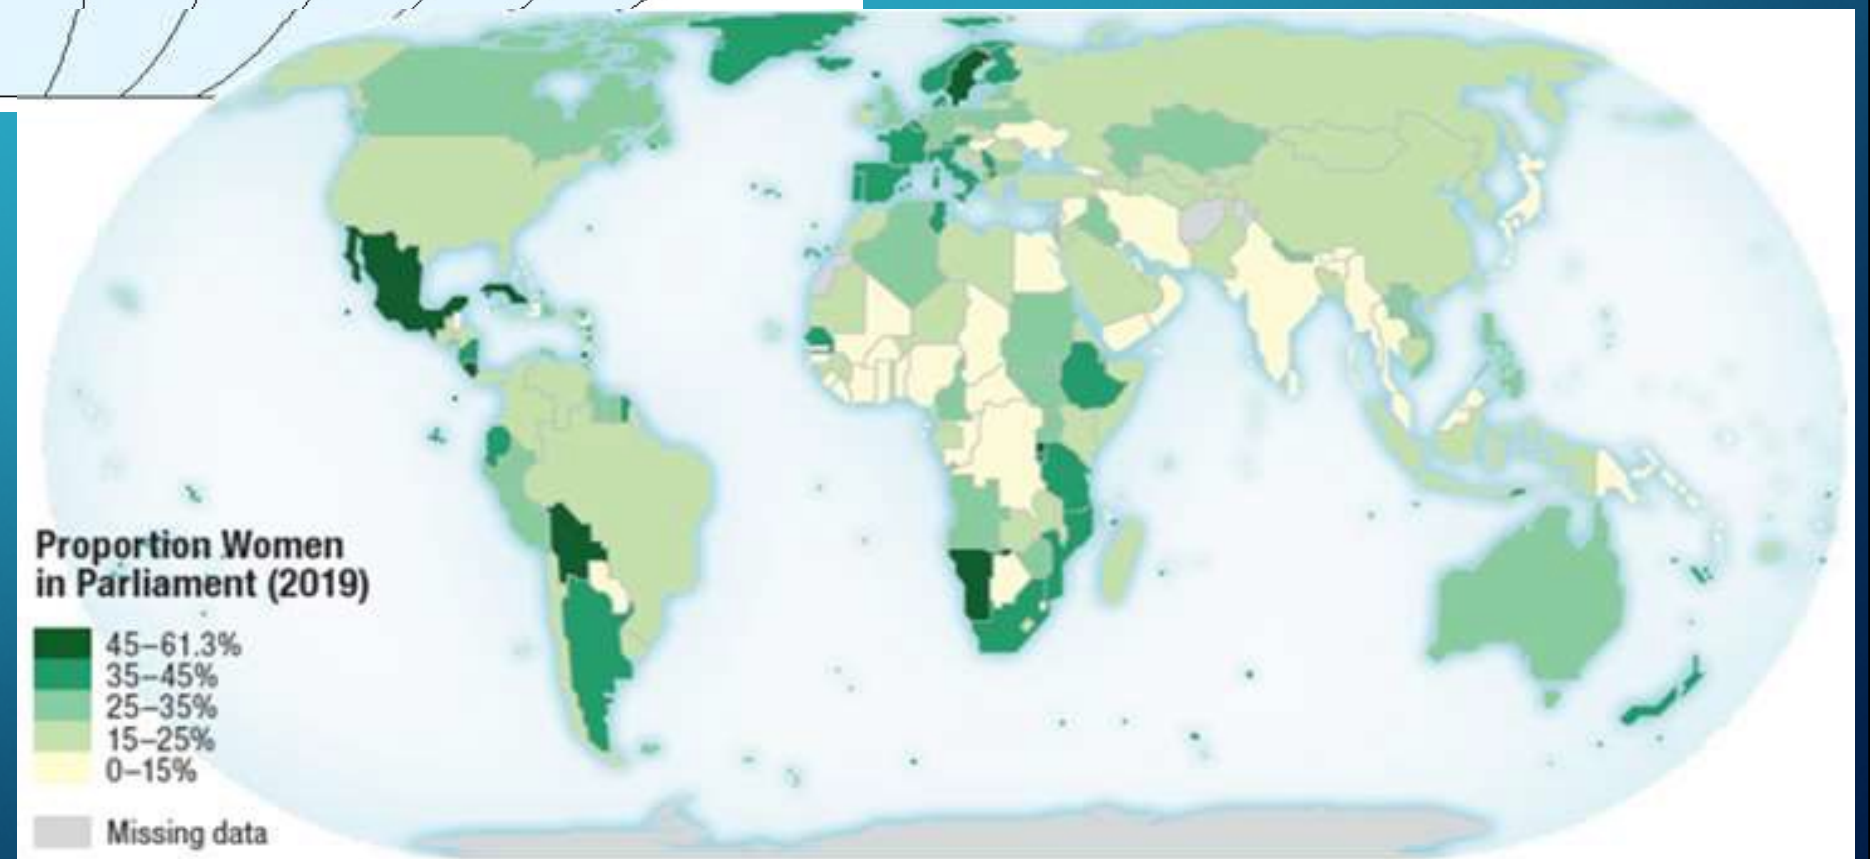 Proportion Women
in Parliament (2019)
45–61.3%
35–45%
25–35%
15–25%
0–15%
Missing data